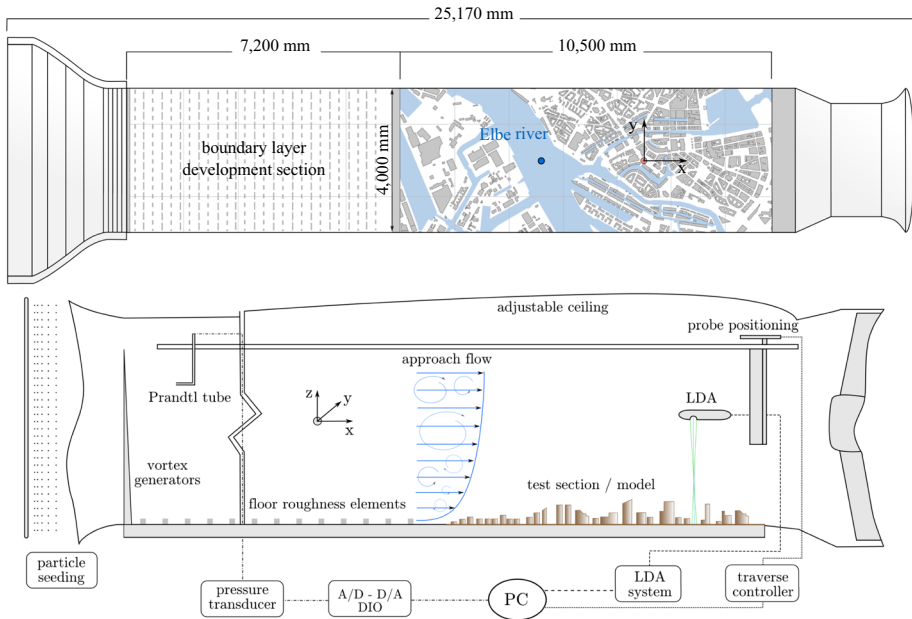 25,170 mm
7,200 mm
10,500 mm
boundary layer
development section
4,000 mm
Elbe river
y
x
adjustable ceiling
probe positioning
approach flow
Prandtl tube
z
y
x
LDA
vortex
generators
floor roughness elements
test section / model
particle
seeding
pressure
transducer
A/D - D/A
DIO
PC
LDA
system
traverse
controller